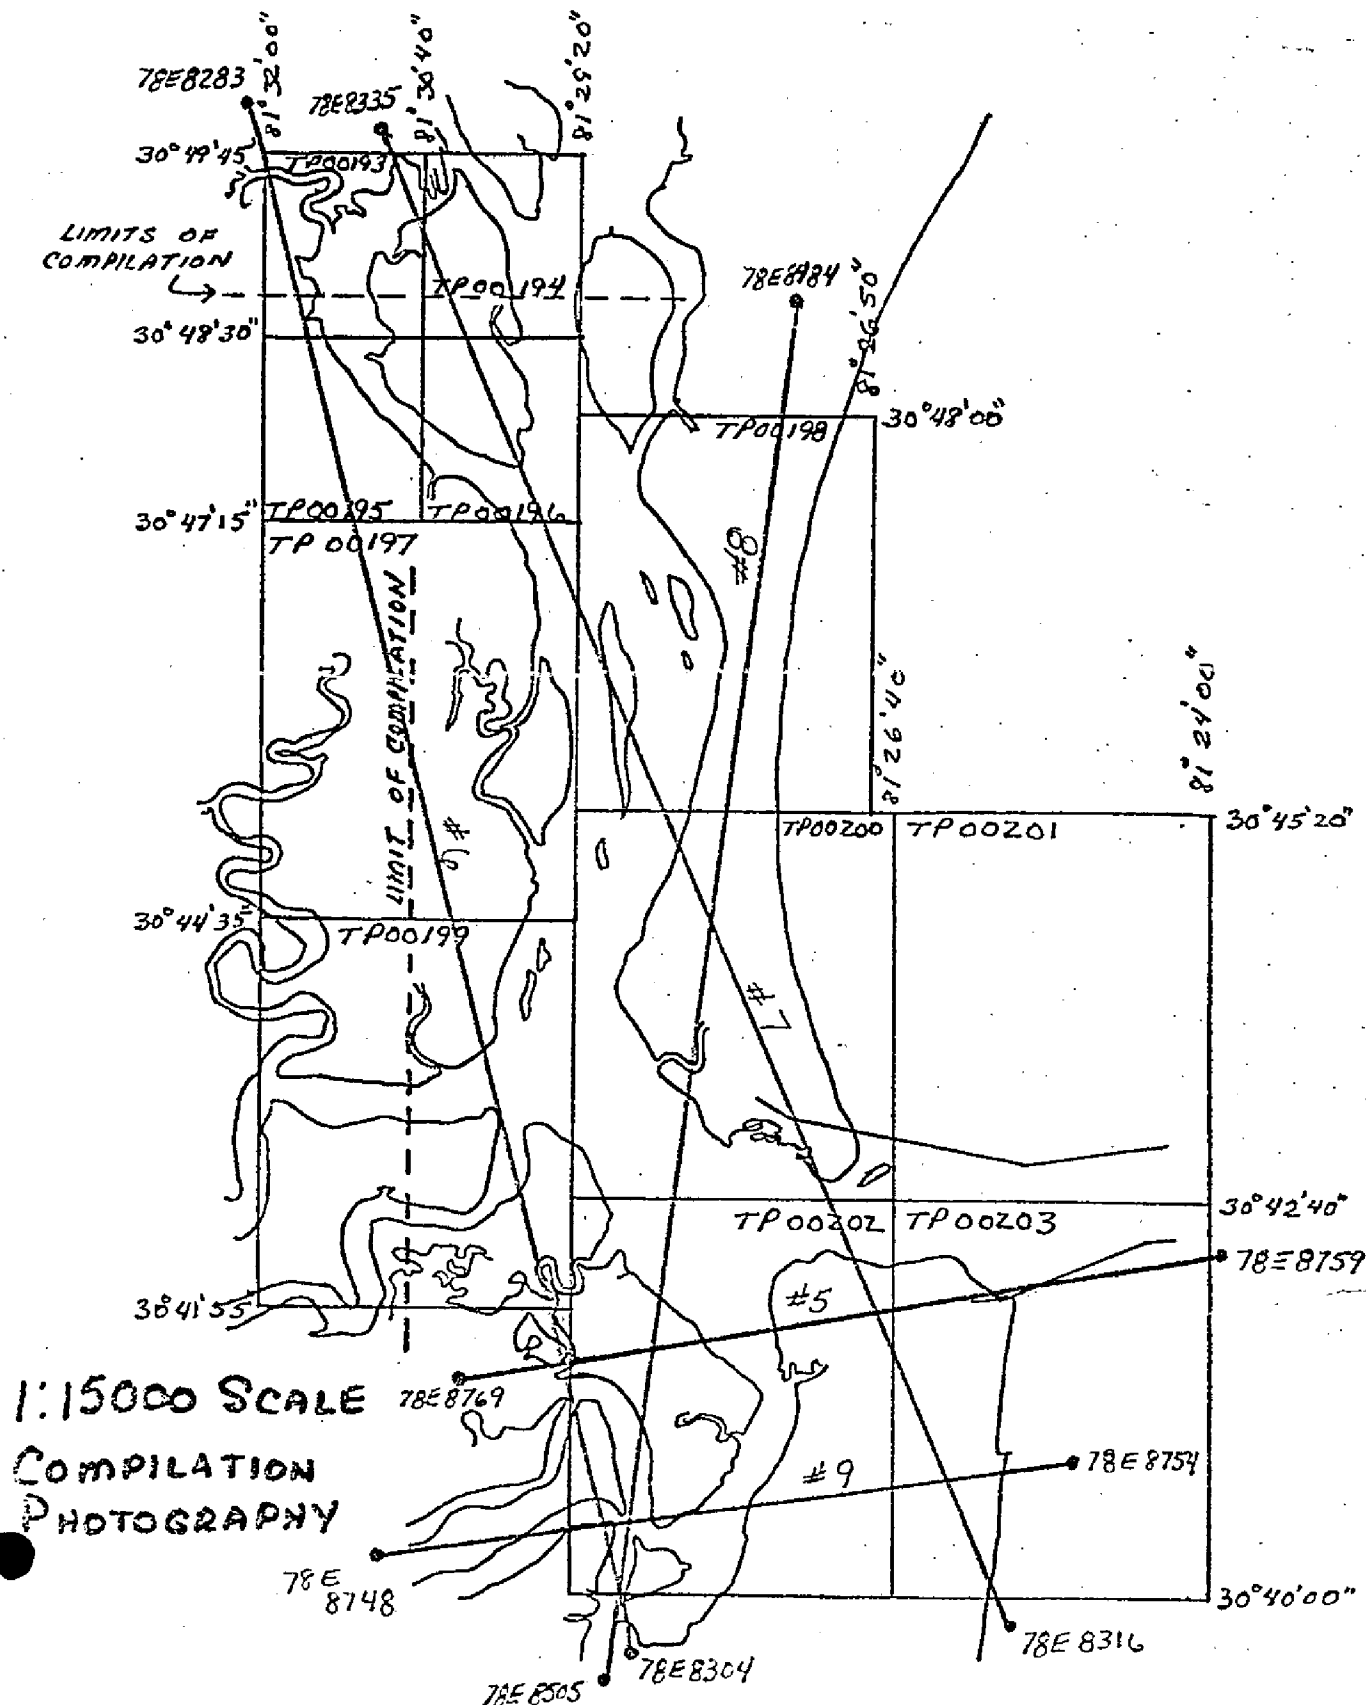 81°32'00"
81°30'40"
81°29'20"
78E8283
78E8335
30°49'45"
TP00193
LIMITS OF
COMPILATION
TP00194
78E8484
81°26'50"
30°48'30"
TP00198
30°48'00"
30°47'15"
TP00195
TP00196
TP00197
#8
LIMIT OF COMPILATION
81°26'40"
81°24'00"
#6
TP00200
TP00201
30°45'20"
30°44'35"
TP00199
#7
TP00202
TP00203
30°42'40"
78E8759
#5
30°41'55"
1:15000 SCALE
COMPILATION
PHOTOGRAPHY
78E8769
#9
78E8754
78E
8748
30°40'00"
78E8316
78E8304
78E8505